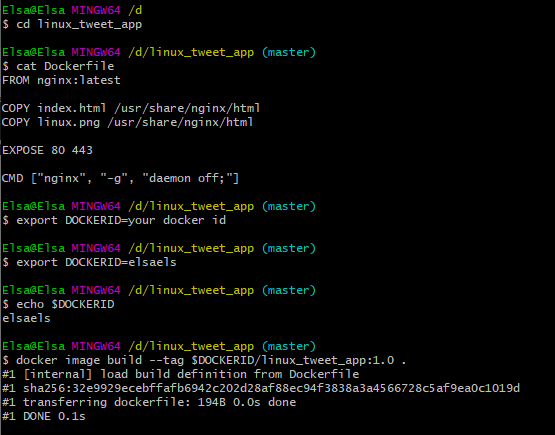 Elsa@Elsa MINGW64 /d
$ cd linux_tweet_app
Elsa@Elsa MINGW64 /d/linux_tweet_app (master)
$ cat Dockerfile
FROM nginx:latest
COPY index.html /usr/share/nginx/html
COPY linux.png /usr/share/nginx/html
EXPOSE 80 443
CMD ["nginx", "-g", "daemon off;"]
Elsa@Elsa MINGW64 /d/linux_tweet_app (master)
$ export DOCKERID=your docker id
Elsa@Elsa MINGW64 /d/linux_tweet_app (master)
$ export DOCKERID=elsaels
Elsa@Elsa MINGW64 /d/linux_tweet_app (master)
$ echo $DOCKERID
elsaels
Elsa@Elsa MINGW64 /d/linux_tweet_app (master)
$ docker image build --tag $DOCKERID/linux_tweet_app:1.0 .
#1 [internal] load build definition from Dockerfile
#1 sha256:32e9929ecebffafb6942c202d28af88ec94f3838a3a4566728c5af9ea0c1019d
#1 transferring dockerfile: 194B 0.0s done
#1 DONE 0.1s